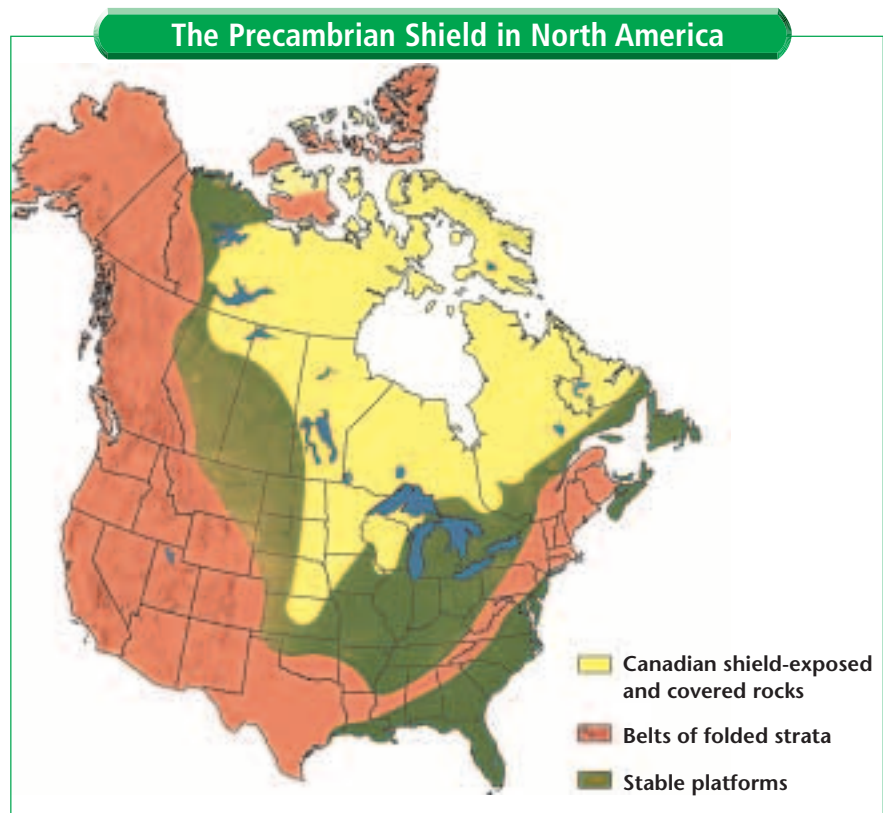 The Precambrian Shield in North America
Canadian shield-exposed
and covered rocks
Belts of folded strata
Stable platforms